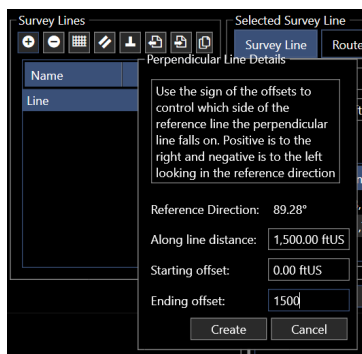 Survey Lines
Selected Survey Line
Survey Line
Name
Line
Perpendicular Line Details
Use the sign of the offsets to
control which side of the
reference line the perpendicular
line falls on. Positive is to the
right and negative is to the left
looking in the reference direction
Reference Direction: 89.28°
Along line distance: 1,500.00 ftUS
Starting offset: 0.00 ftUS
Ending offset: 1500
Create Cancel